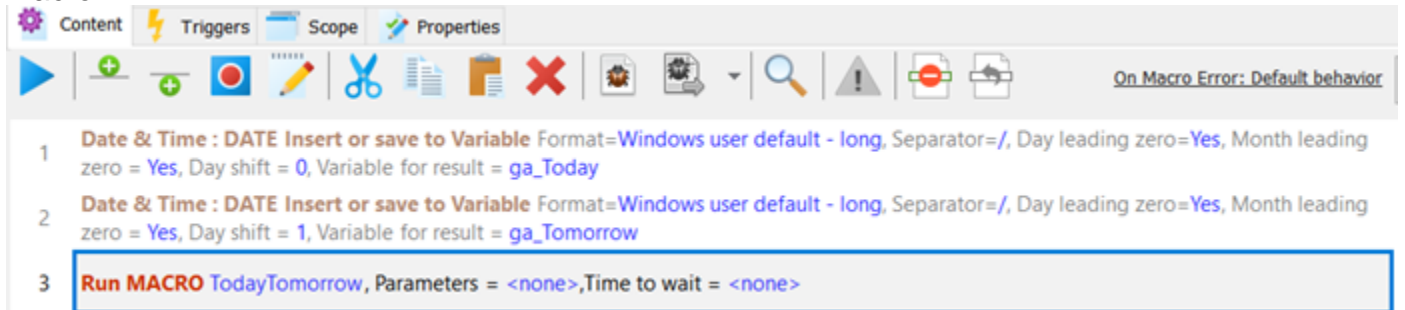 Content Triggers Scope Properties
On Macro Error: Default behavior
1 Date & Time : DATE Insert or save to Variable Format=Windows user default - long, Separator=/, Day leading zero=Yes, Month leading
zero = Yes, Day shift = 0, Variable for result = ga_Today
2 Date & Time : DATE Insert or save to Variable Format=Windows user default - long, Separator=/, Day leading zero=Yes, Month leading
zero = Yes, Day shift = 1, Variable for result = ga_Tomorrow
3 Run MACRO TodayTomorrow, Parameters = <none>,Time to wait = <none>